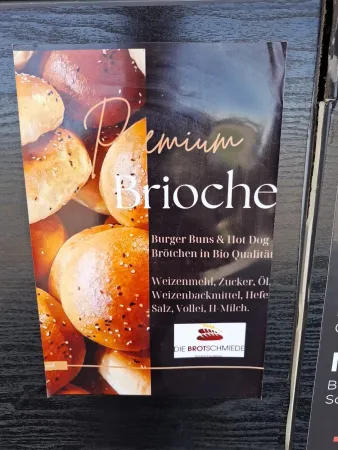 Premium
Brioche
Burger Buns & Hot Dog
Brötchen in Bio Qualität
Weizenmehl, Zucker, Öl,
Weizenbackmittel, Hefe
Salz, Vollei, H-Milch.
DIE BROTSCHMIEDE